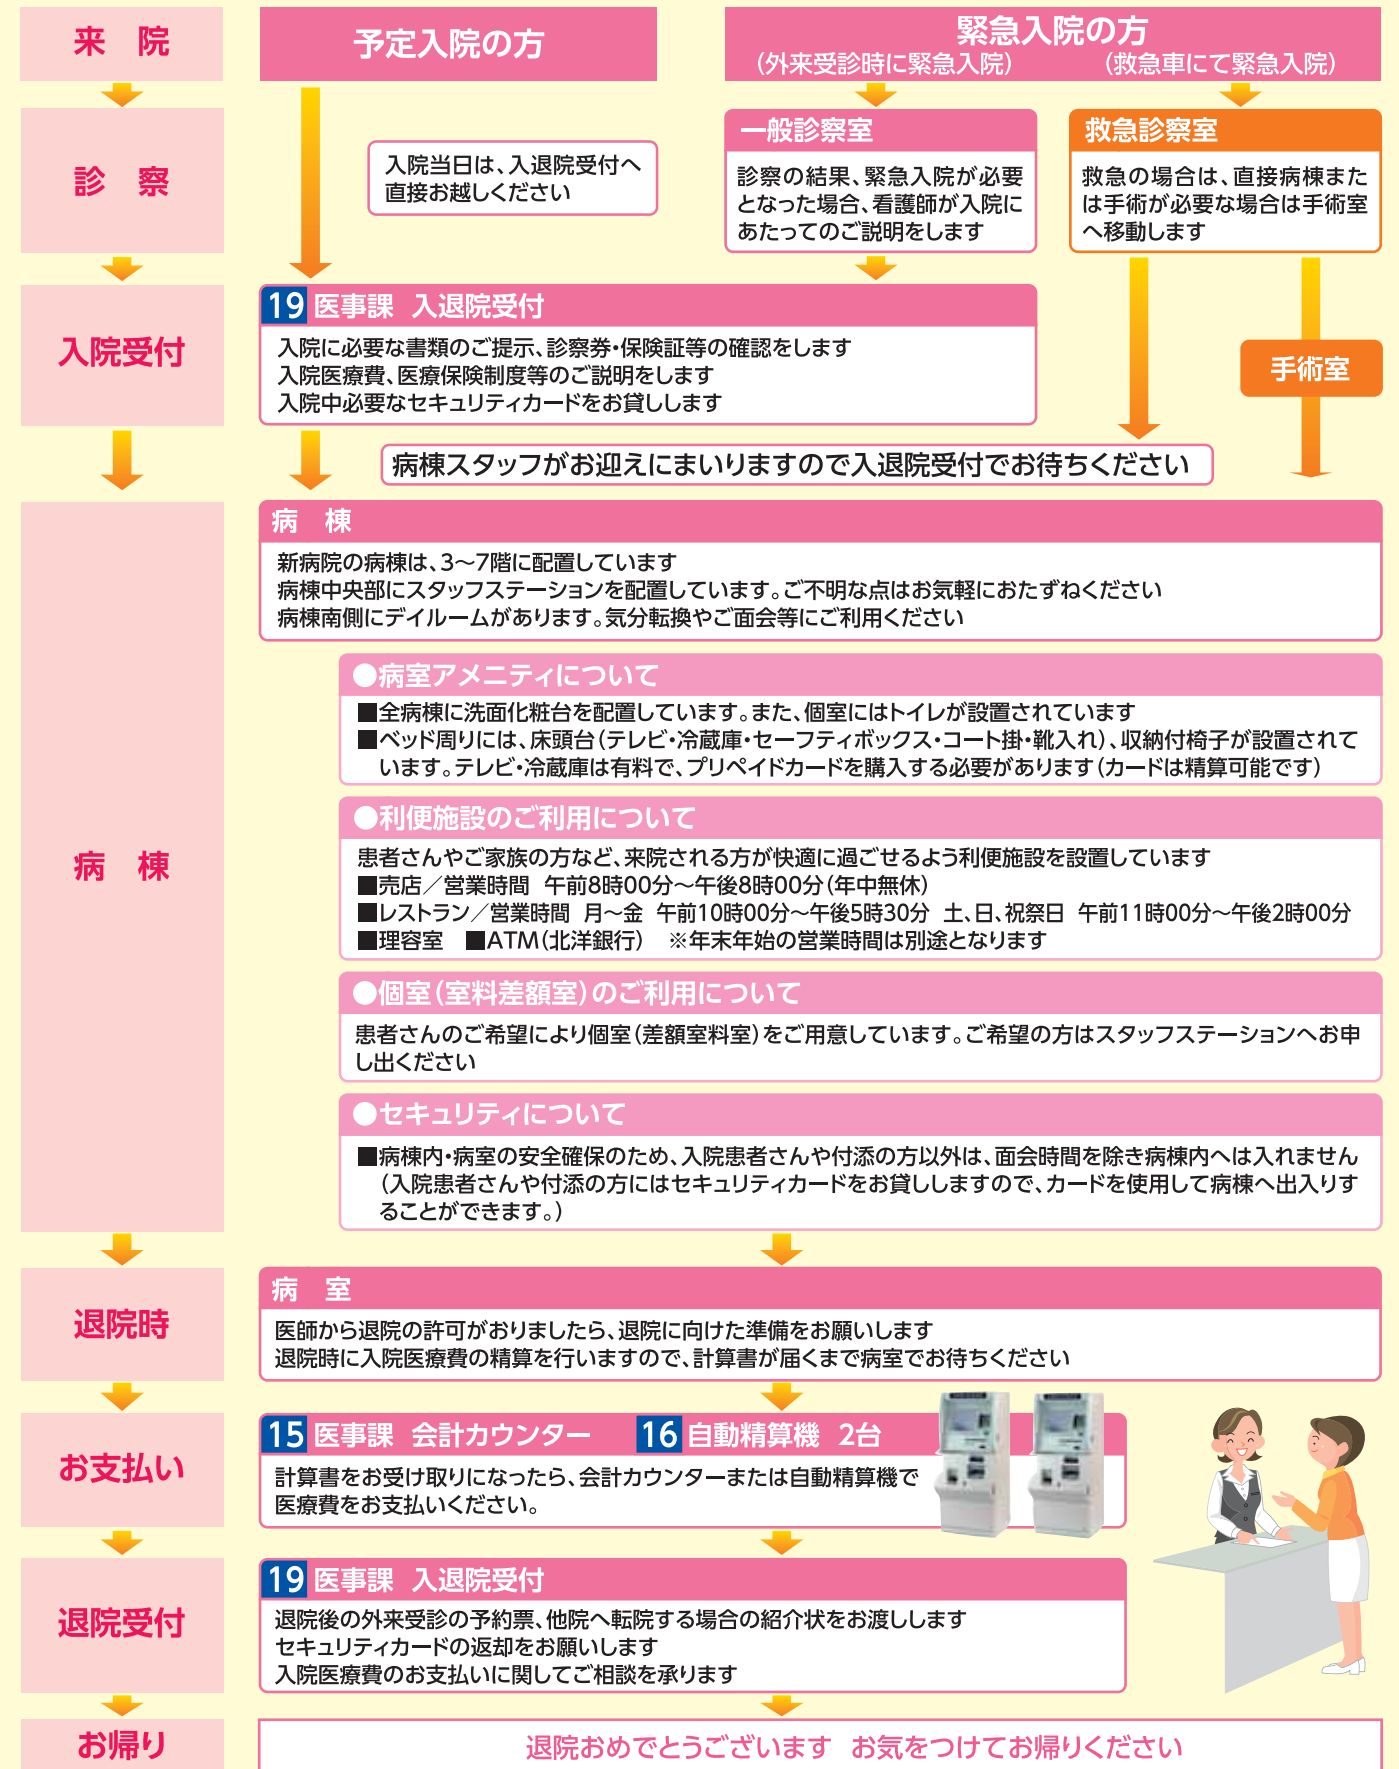 来　院
予定入院の方
緊急入院の方
（外来受診時に緊急入院）
（救急車にて緊急入院）
診　察
入院当日は、入退院受付へ
直接お越しください
一般診察室
診察の結果、緊急入院が必要
となった場合、看護師が入院に
あたってのご説明をします
救急診察室
救急の場合は、直接病棟また
は手術が必要な場合は手術室
へ移動します
入院受付
19 医事課　入退院受付
入院に必要な書類のご提示、診察券・保険証等の確認をします
入院医療費、医療保険制度等のご説明をします
入院中必要なセキュリティカードをお貸しします
手術室
病棟スタッフがお迎えにまいりますので入退院受付でお待ちください
病　棟
病　棟
新病院の病棟は、3～7階に配置しています
病棟中央部にスタッフステーションを配置しています。ご不明な点はお気軽におたずねください
病棟南側にデイルームがあります。気分転換やご面会等にご利用ください
●病室アメニティについて
■全病棟に洗面化粧台を配置しています。また、個室にはトイレが設置されています
■ベッド周りには、床頭台（テレビ・冷蔵庫・セーフティボックス・コート掛・靴入れ）、収納付椅子が設置されて
います。テレビ・冷蔵庫は有料で、プリペイドカードを購入する必要があります（カードは精算可能です）
●利便施設のご利用について
患者さんやご家族の方など、来院される方が快適に過ごせるよう利便施設を設置しています
■売店／営業時間　午前8時00分～午後8時00分（年中無休）
■レストラン／営業時間　月～金　午前10時00分～午後5時30分　土、日、祝祭日　午前11時00分～午後2時00分
■理容室　■ATM（北洋銀行）　※年末年始の営業時間は別途となります
●個室（室料差額室）のご利用について
患者さんのご希望により個室（差額室料室）をご用意しています。ご希望の方はスタッフステーションへお申
し出ください
●セキュリティについて
■病棟内・病室の安全確保のため、入院患者さんや付添の方以外は、面会時間を除き病棟内へは入れません
（入院患者さんや付添の方にはセキュリティカードをお貸ししますので、カードを使用して病棟へ出入りす
ることができます。）
退院時
病　室
医師から退院の許可がおりましたら、退院に向けた準備をお願いします
退院時に入院医療費の精算を行いますので、計算書が届くまで病室でお待ちください
お支払い
15 医事課　会計カウンター　16 自動精算機　2台
計算書をお受け取りになったら、会計カウンターまたは自動精算機で
医療費をお支払いください。
退院受付
19 医事課　入退院受付
退院後の外来受診の予約票、他院へ転院する場合の紹介状をお渡しします
セキュリティカードの返却をお願いします
入院医療費のお支払いに関してご相談を承ります
お帰り
退院おめでとうございます　お気をつけてお帰りください